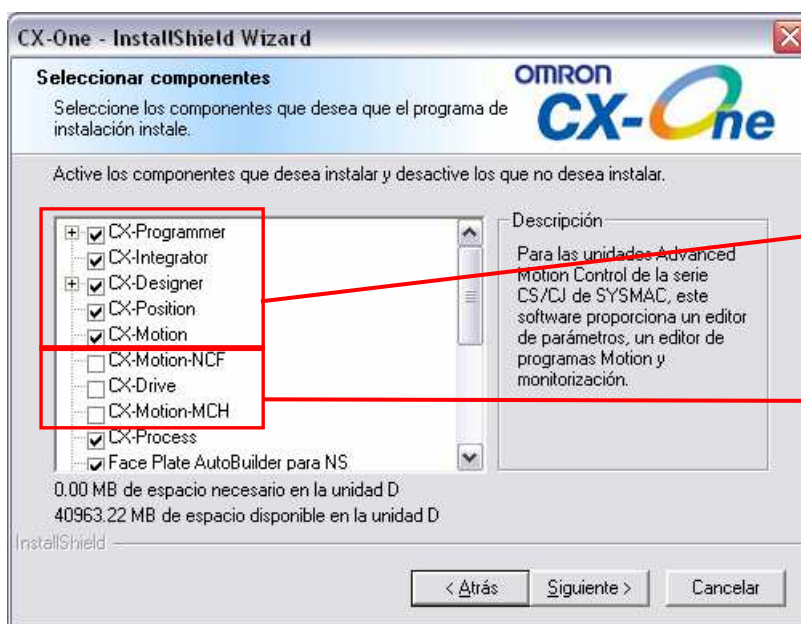 CX-One - InstallShield Wizard
Seleccionar componentes
Seleccione los componentes que desea que el programa de
instalación instale.
OMRON
CX-One
Active los componentes que desea instalar y desactive los que no desea instalar.
CX-Programmer
CX-Integrator
CX-Designer
CX-Position
CX-Motion
CX-Motion-NCF
CX-Drive
CX-Motion-MCH
CX-Process
Face Plate AutoBuilder para NS
Descripción
Para las unidades Advanced
Motion Control de la serie
CS/CJ de SYSMAC, este
software proporciona un editor
de parámetros, un editor de
programas Motion y
monitorización.
0.00 MB de espacio necesario en la unidad D
40963.22 MB de espacio disponible en la unidad D
InstallShield
< Atrás
Siguiente >
Cancelar